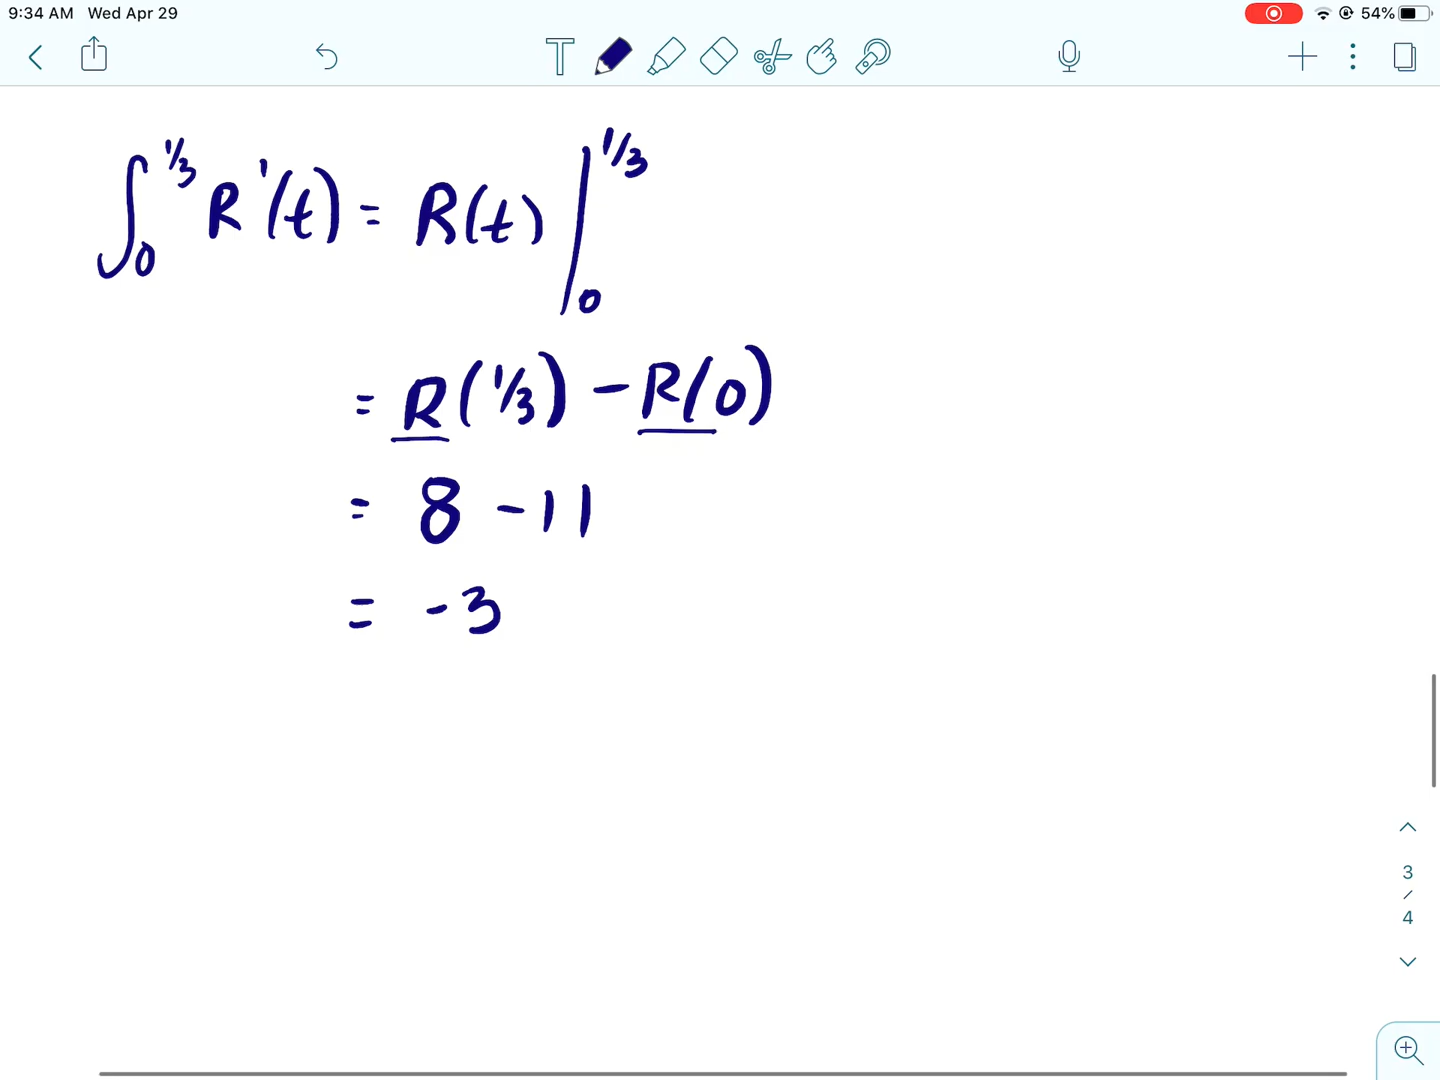 9:34 AM Wed Apr 29 54%
T
∫₀^{1/3} R'(t) = R(t) |₀^{1/3}
= R(1/3) - R(0)
= 8 - 11
= -3
3
/
4